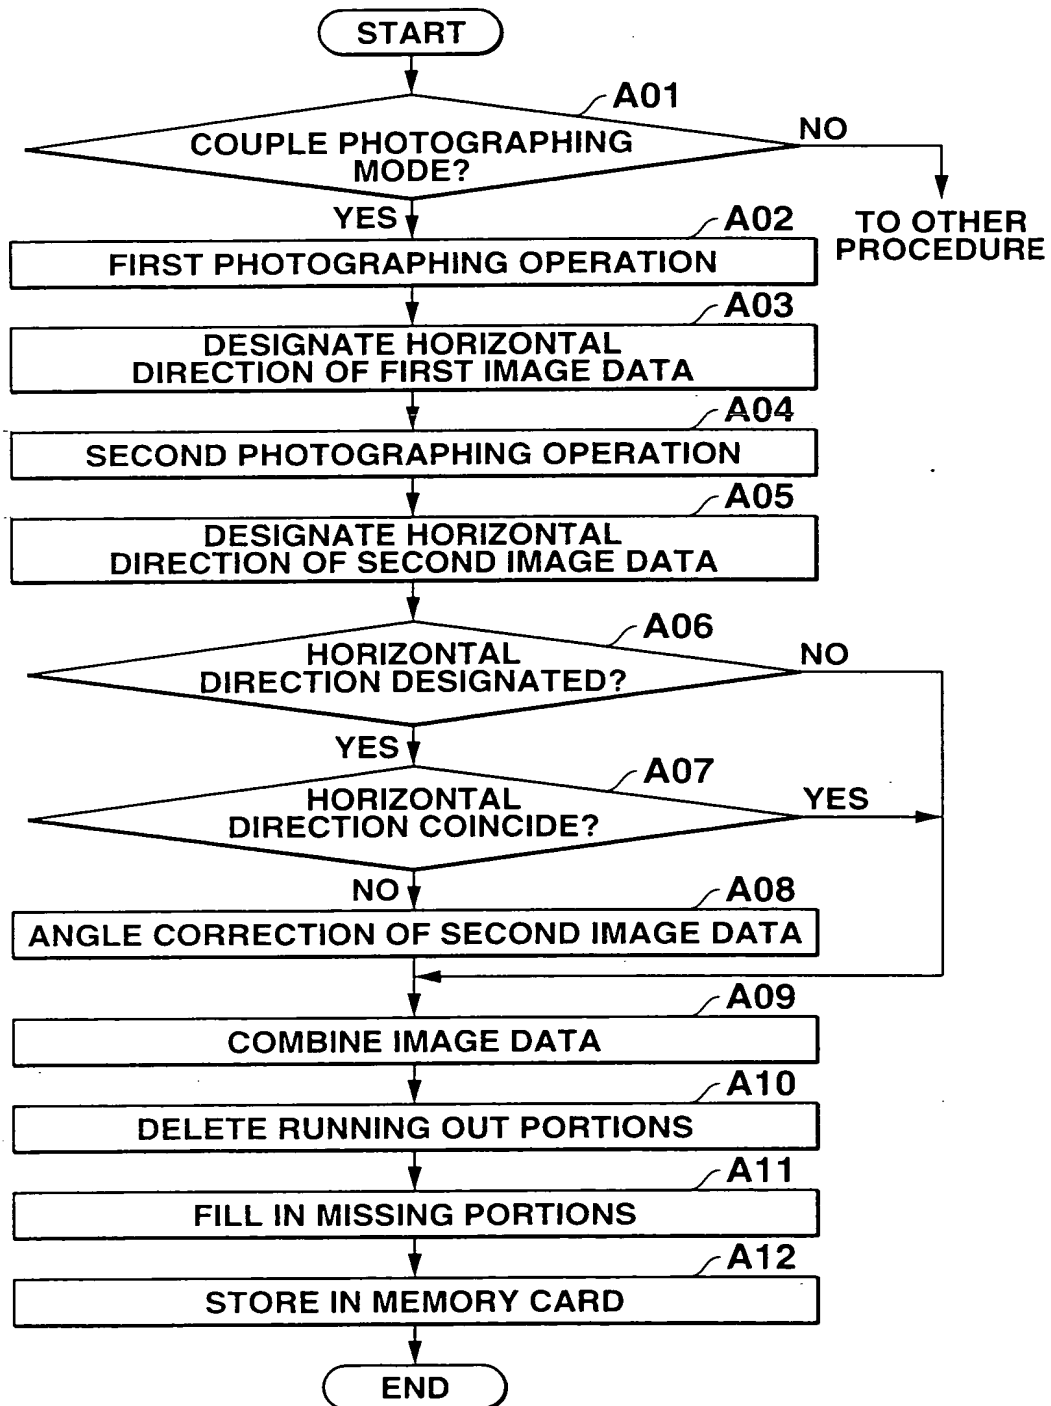 START
A01
COUPLE PHOTOGRAPHING
MODE?
NO
YES
TO OTHER
PROCEDURE
A02
FIRST PHOTOGRAPHING OPERATION
A03
DESIGNATE HORIZONTAL
DIRECTION OF FIRST IMAGE DATA
A04
SECOND PHOTOGRAPHING OPERATION
A05
DESIGNATE HORIZONTAL
DIRECTION OF SECOND IMAGE DATA
A06
HORIZONTAL
DIRECTION DESIGNATED?
NO
YES
A07
HORIZONTAL
DIRECTION COINCIDE?
YES
NO
A08
ANGLE CORRECTION OF SECOND IMAGE DATA
A09
COMBINE IMAGE DATA
A10
DELETE RUNNING OUT PORTIONS
A11
FILL IN MISSING PORTIONS
A12
STORE IN MEMORY CARD
END